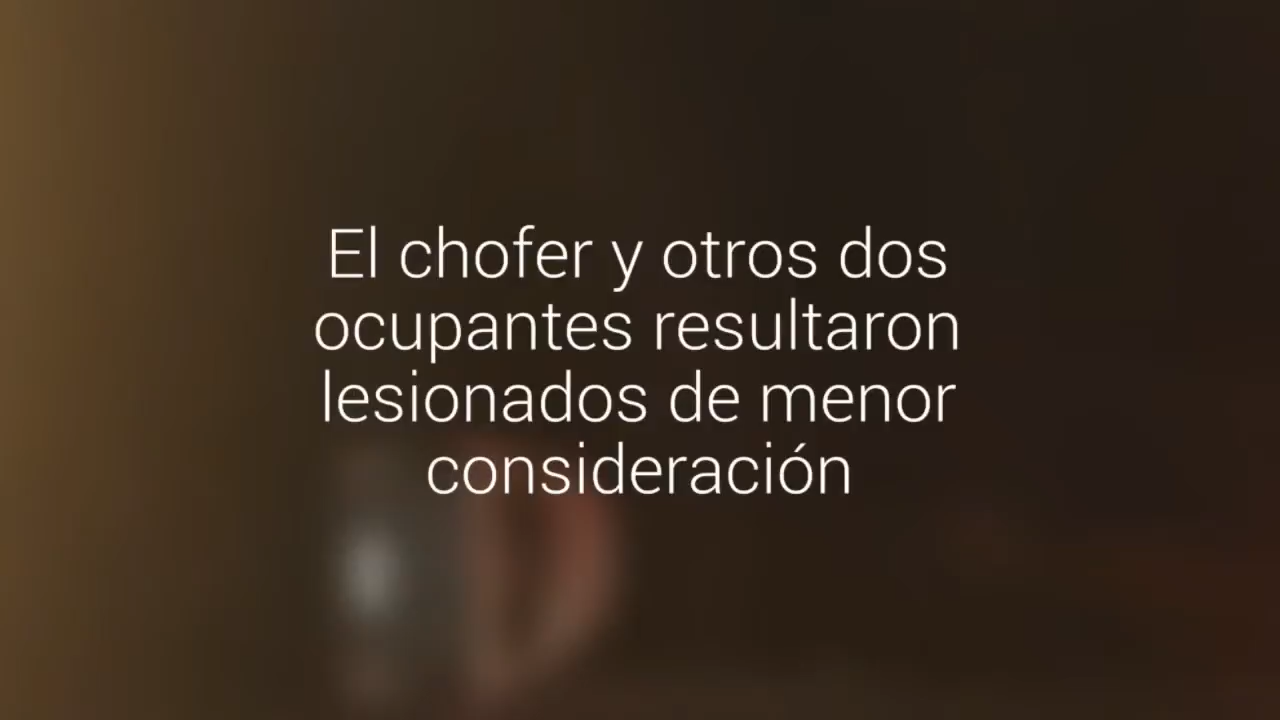 El chofer y otros dos
ocupantes resultaron
lesionados de menor
consideración